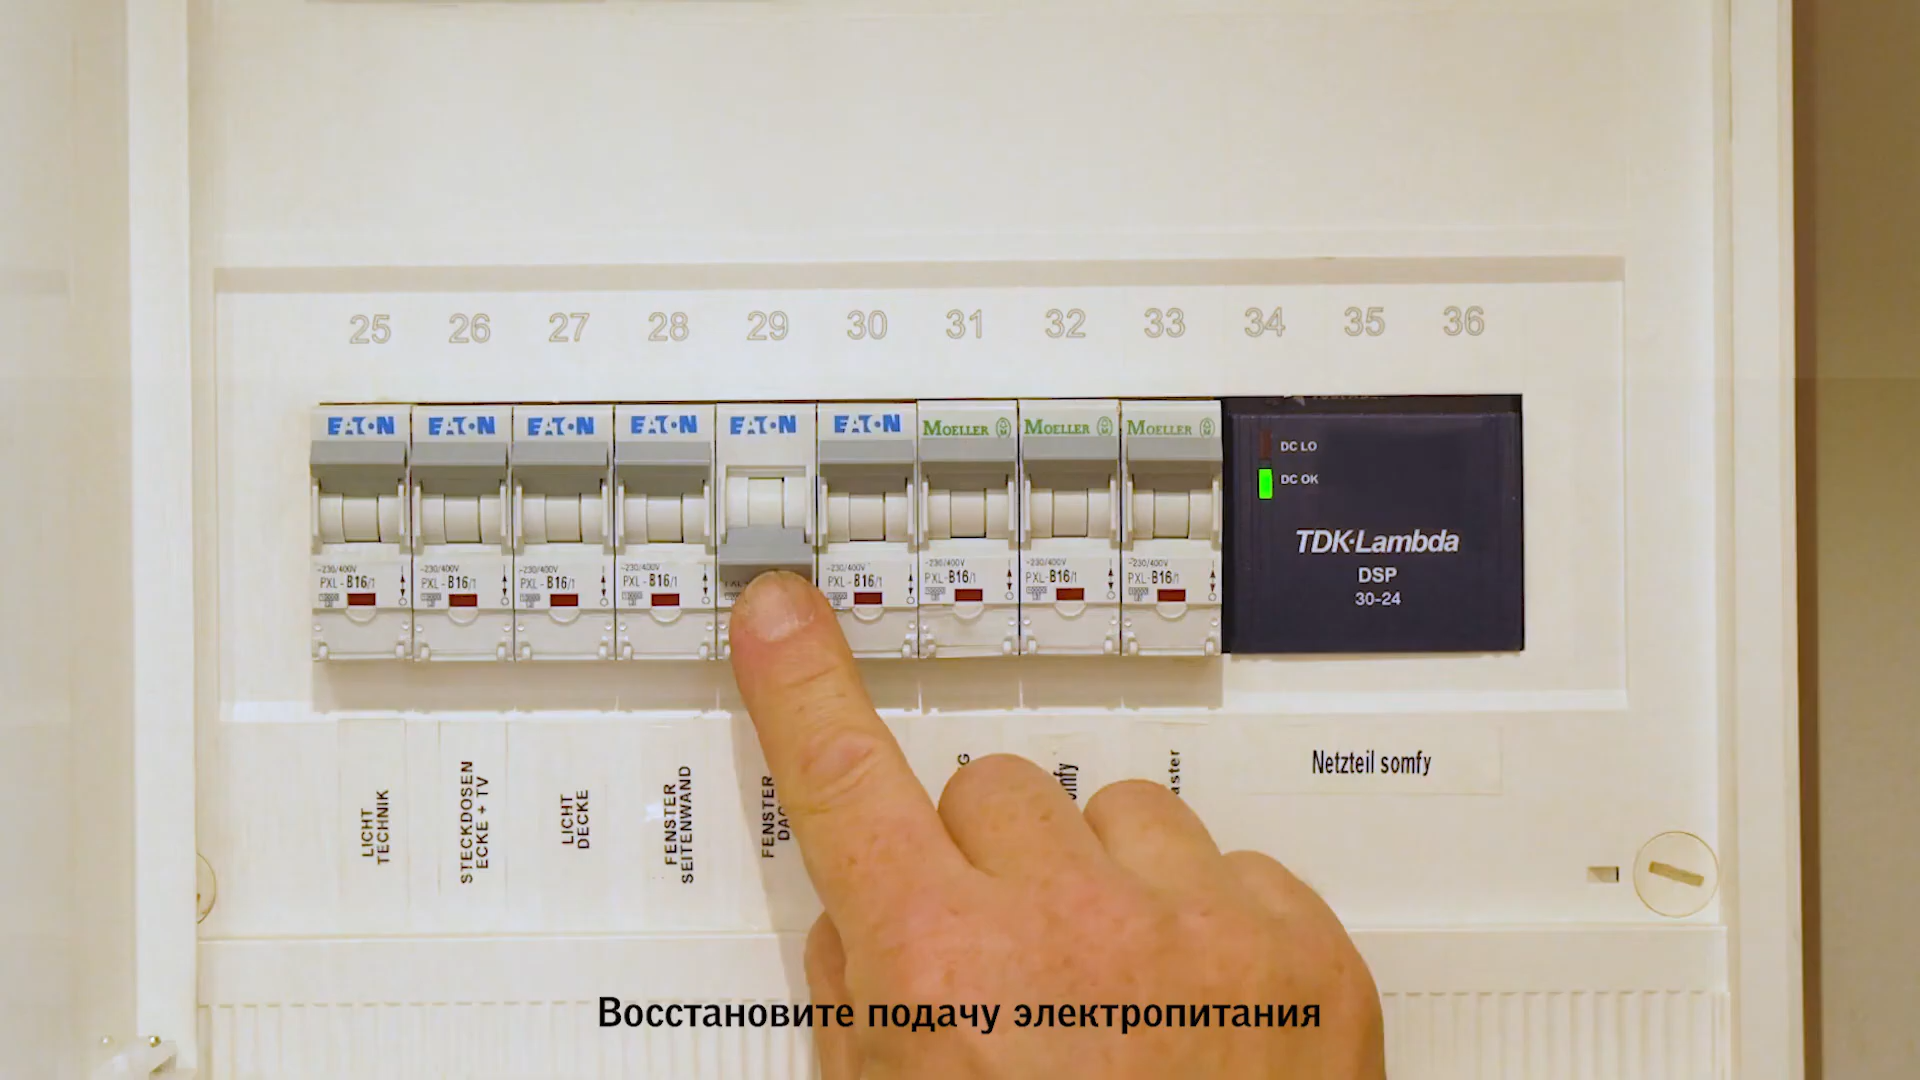 25 26 27 28 29 30 31 32 33 34 35 36
EATON EATON EATON EATON EATON EATON MOELLER MOELLER MOELLER
DC LO
DC OK
TDK·Lambda
DSP
30-24
~230/400V ~230/400V ~230/400V ~230/400V ~230/400V ~230/400V ~230/400V ~230/400V
PXL-B16/1 PXL-B16/1 PXL-B16/1 PXL-B16/1 PXL-B16/1 PXL-B16/1 PXL-B16/1 PXL-B16/1
LICHT
TECHNIK
STECKDOSEN
ECKE + TV
LICHT
DECKE
FENSTER
SEITENWAND
FENSTER
Netzteil somfy
Восстановите подачу электропитания